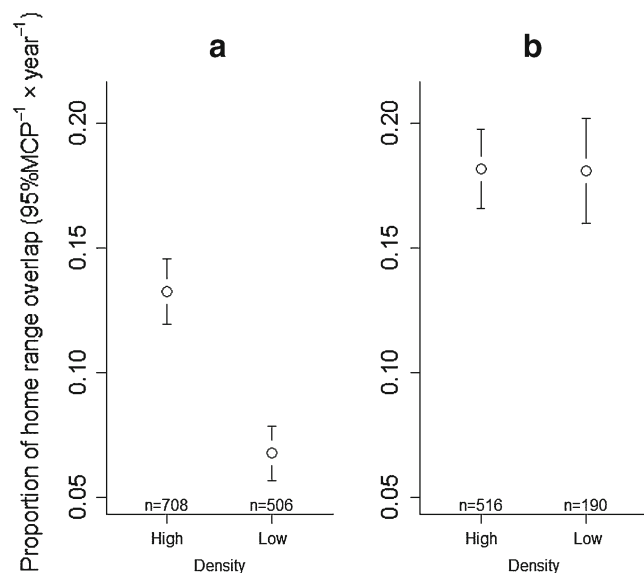 a
b
Proportion of home range overlap (95%MCP⁻¹ × year⁻¹)
0.20
0.15
0.10
0.05
n=708
n=506
High
Low
Density
0.20
0.15
0.10
0.05
n=516
n=190
High
Low
Density